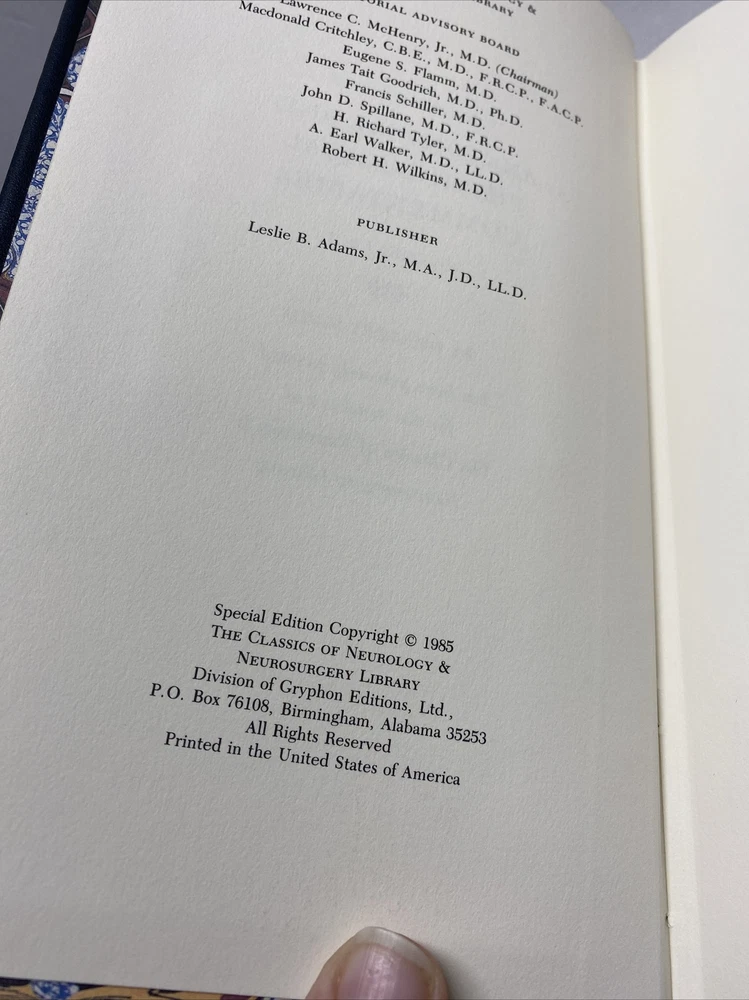 &
ORIAL ADVISORY BOARD
Lawrence C. McHenry, Jr., M.D. (Chairman)
Macdonald Critchley, C.B.E., M.D., F.R.C.P., F.A.C.P.
Eugene S. Flamm, M.D.
James Tait Goodrich, M.D., Ph.D.
Francis Schiller, M.D.
John D. Spillane, M.D., F.R.C.P.
H. Richard Tyler, M.D.
A. Earl Walker, M.D., LL.D.
Robert H. Wilkins, M.D.
PUBLISHER
Leslie B. Adams, Jr., M.A., J.D., LL.D.
Special Edition Copyright © 1985
THE CLASSICS OF NEUROLOGY &
NEUROSURGERY LIBRARY
Division of Gryphon Editions, Ltd.,
P.O. Box 76108, Birmingham, Alabama 35253
All Rights Reserved
Printed in the United States of America